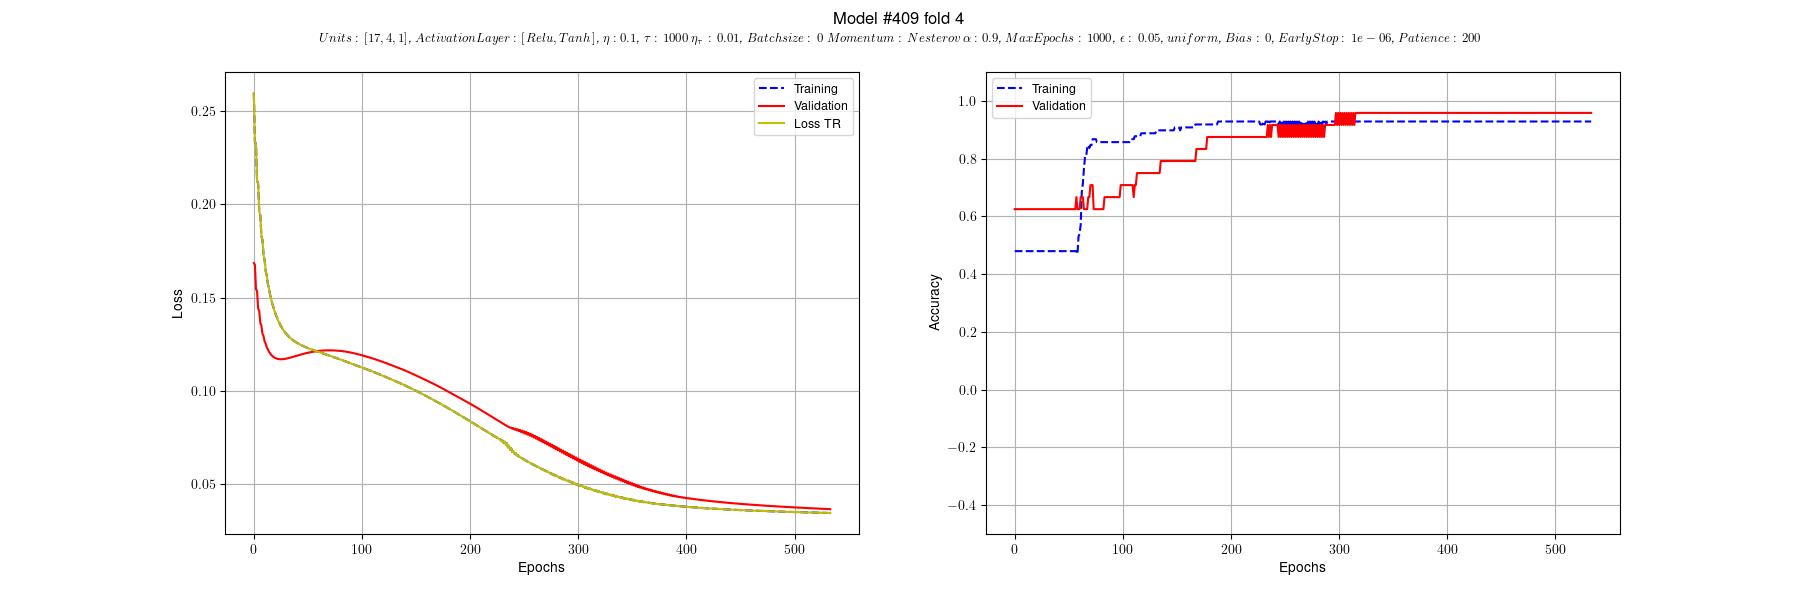 Model #409 fold 4
Units : [17, 4, 1], ActivationLayer : [Relu, Tanh], η : 0.1, τ : 1000 ητ : 0.01, Batchsize : 0 Momentum : Nesterov α : 0.9, MaxEpochs : 1000, ϵ : 0.05, uniform, Bias : 0, EarlyStop : 1e − 06, Patience : 200
Training
Validation
Loss TR
0.25
0.20
0.15
0.10
0.05
Loss
0 100 200 300 400 500
Epochs
Training
Validation
1.0
0.8
0.6
0.4
0.2
0.0
−0.2
−0.4
Accuracy
0 100 200 300 400 500
Epochs